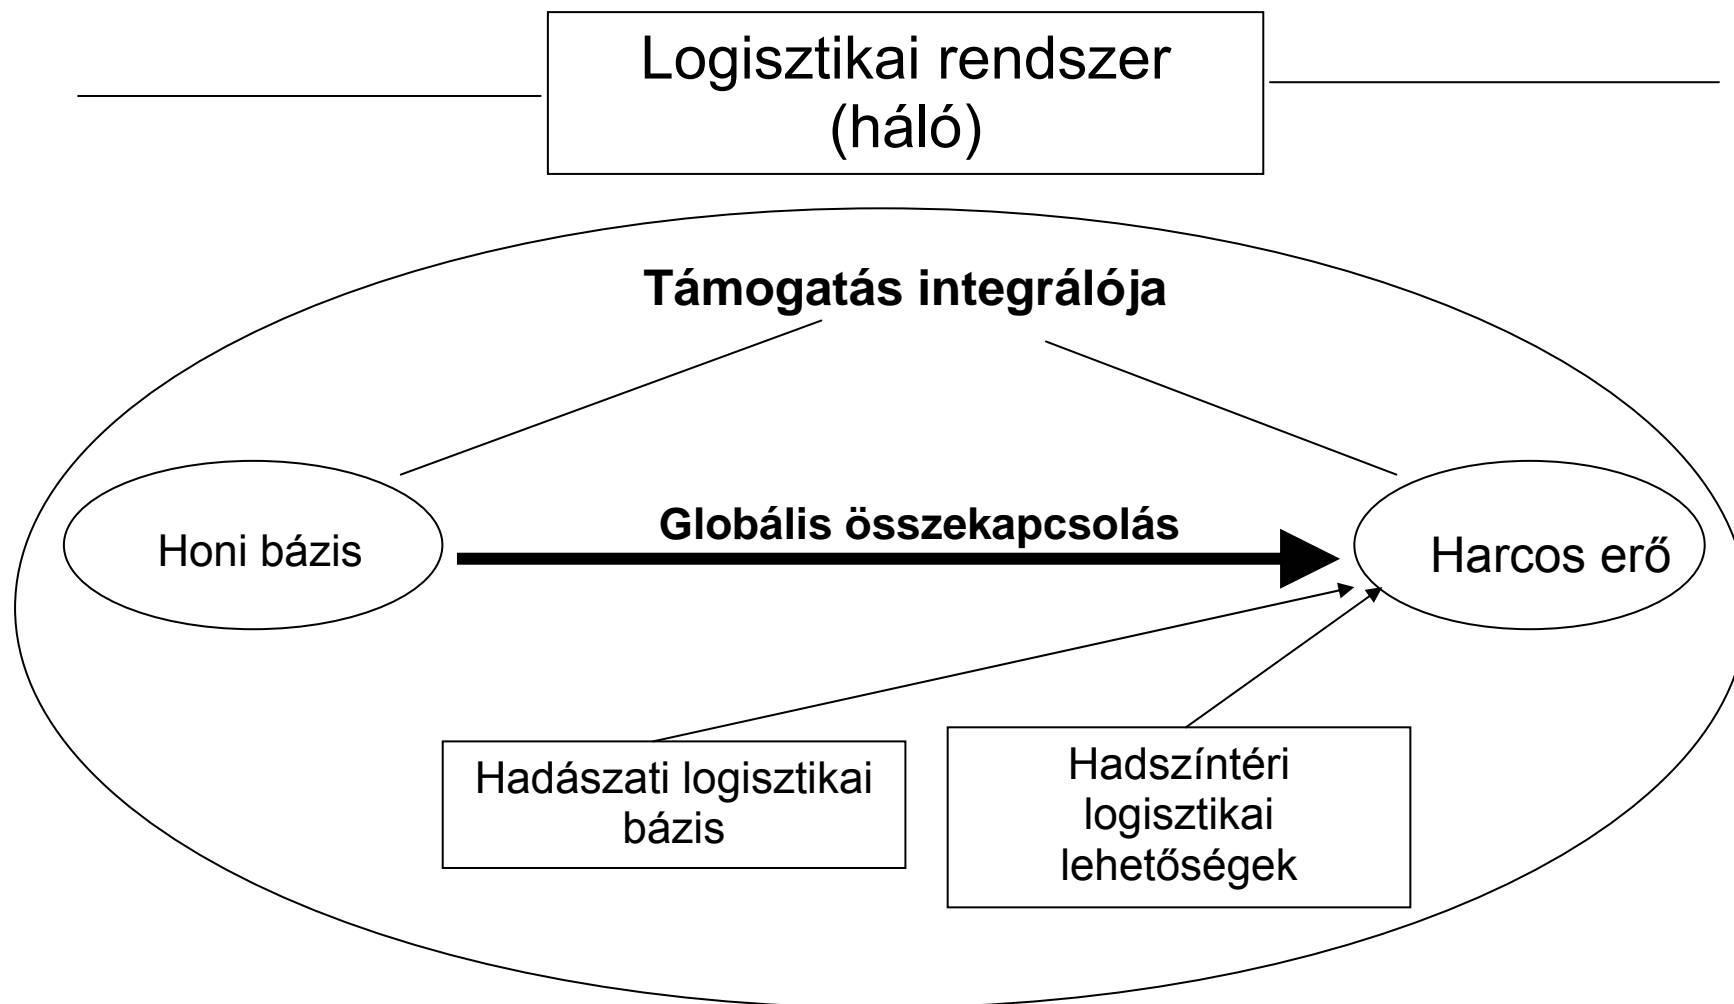 Logisztikai rendszer
(háló)
Támogatás integrálója
Globális összekapcsolás
Honi bázis
Harcos erő
Hadászati logisztikai
bázis
Hadszíntéri
logisztikai
lehetőségek